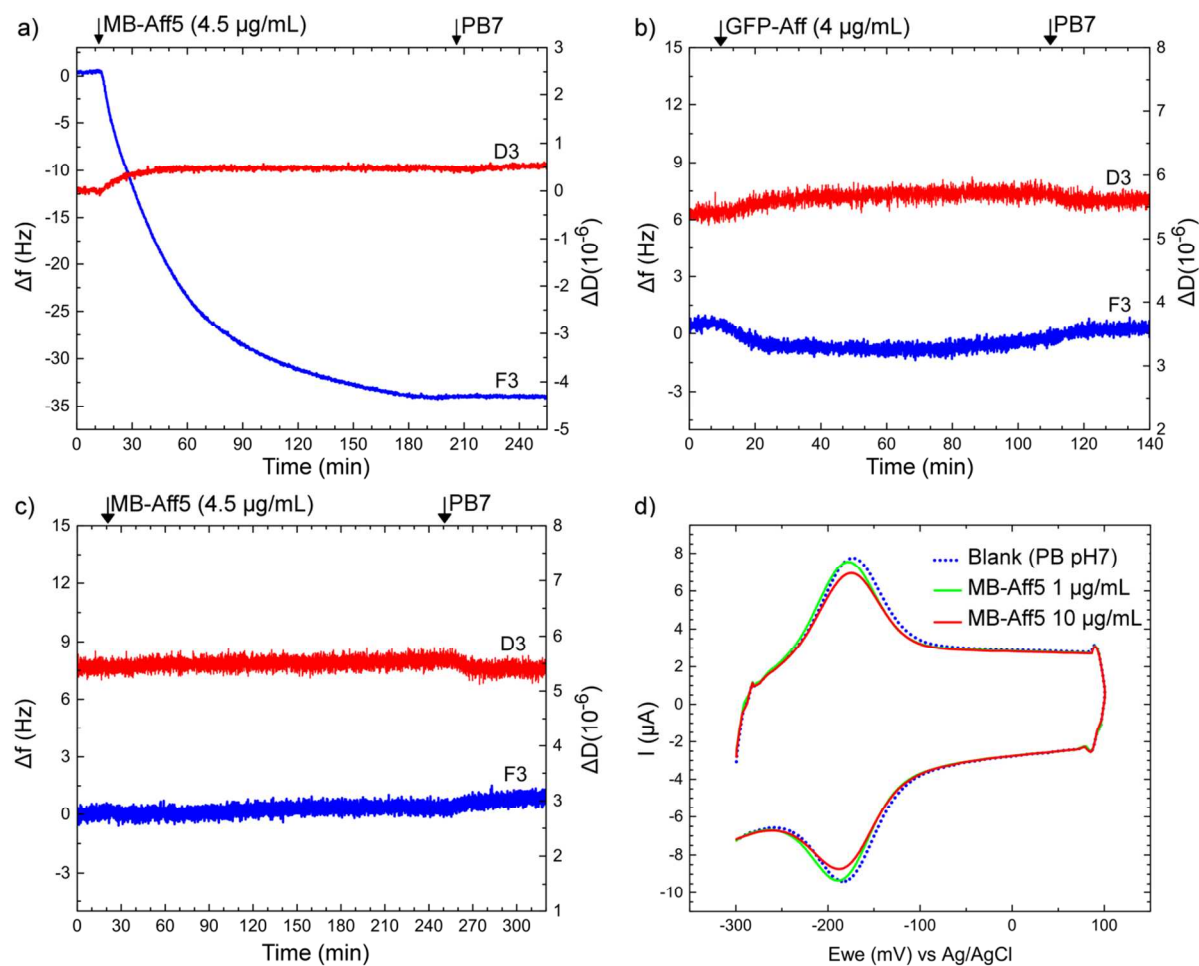 a)
MB-Aff5 (4.5 µg/mL)
PB7
0
-5
-10
-15
-20
-25
-30
-35
Δf (Hz)
3
2
1
0
-1
-2
-3
-4
-5
ΔD(10-6)
D3
F3
0 30 60 90 120 150 180 210 240
Time (min)
b)
GFP-Aff (4 µg/mL)
PB7
15
12
9
6
3
0
-3
Δf (Hz)
8
7
6
5
4
3
2
ΔD(10-6)
D3
F3
0 20 40 60 80 100 120 140
Time (min)
c)
MB-Aff5 (4.5 µg/mL)
PB7
15
12
9
6
3
0
-3
Δf (Hz)
8
7
6
5
4
3
2
1
ΔD(10-6)
D3
F3
0 30 60 90 120 150 180 210 240 270 300
Time (min)
d)
Blank (PB pH7)
MB-Aff5 1 µg/mL
MB-Aff5 10 µg/mL
8
6
4
2
0
-2
-4
-6
-8
-10
I (µA)
-300 -200 -100 0 100
Ewe (mV) vs Ag/AgCl